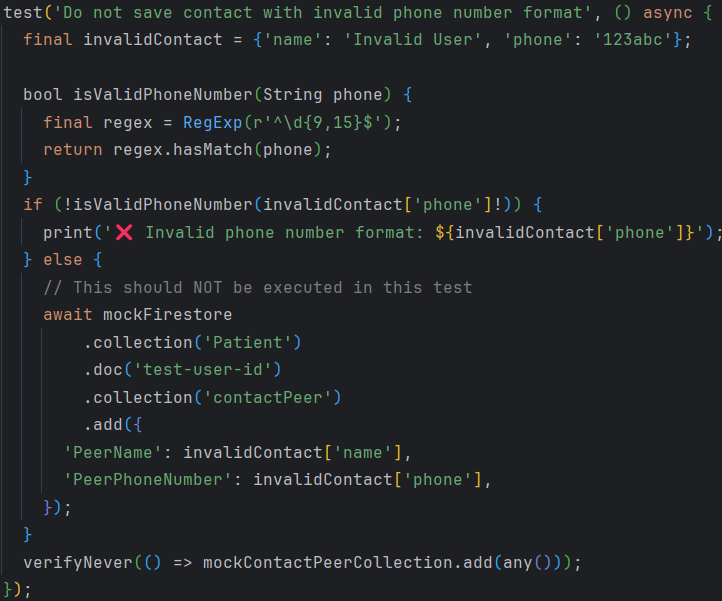 test('Do not save contact with invalid phone number format', () async {
  final invalidContact = {'name': 'Invalid User', 'phone': '123abc'};

  bool isValidPhoneNumber(String phone) {
    final regex = RegExp(r'^\d{9,15}$');
    return regex.hasMatch(phone);
  }
  if (!isValidPhoneNumber(invalidContact['phone']!)) {
    print('❌ Invalid phone number format: ${invalidContact['phone']}');
  } else {
    // This should NOT be executed in this test
    await mockFirestore
        .collection('Patient')
        .doc('test-user-id')
        .collection('contactPeer')
        .add({
      'PeerName': invalidContact['name'],
      'PeerPhoneNumber': invalidContact['phone'],
    });
  }
  verifyNever(() => mockContactPeerCollection.add(any()));
});